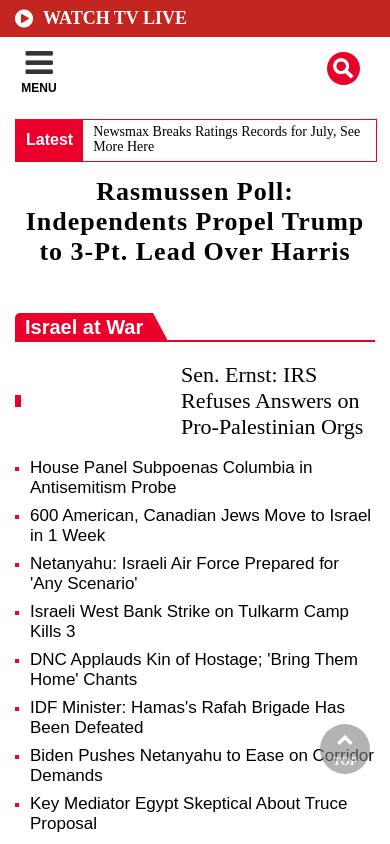 WATCH TV LIVE
MENU
Latest
Newsmax Breaks Ratings Records for July, See
More Here
Rasmussen Poll:
Independents Propel Trump
to 3-Pt. Lead Over Harris
Israel at War
Sen. Ernst: IRS
Refuses Answers on
Pro-Palestinian Orgs
House Panel Subpoenas Columbia in
Antisemitism Probe
600 American, Canadian Jews Move to Israel
in 1 Week
Netanyahu: Israeli Air Force Prepared for
'Any Scenario'
Israeli West Bank Strike on Tulkarm Camp
Kills 3
DNC Applauds Kin of Hostage; 'Bring Them
Home' Chants
IDF Minister: Hamas's Rafah Brigade Has
Been Defeated
Biden Pushes Netanyahu to Ease on Corridor
Demands
TOP
Key Mediator Egypt Skeptical About Truce
Proposal